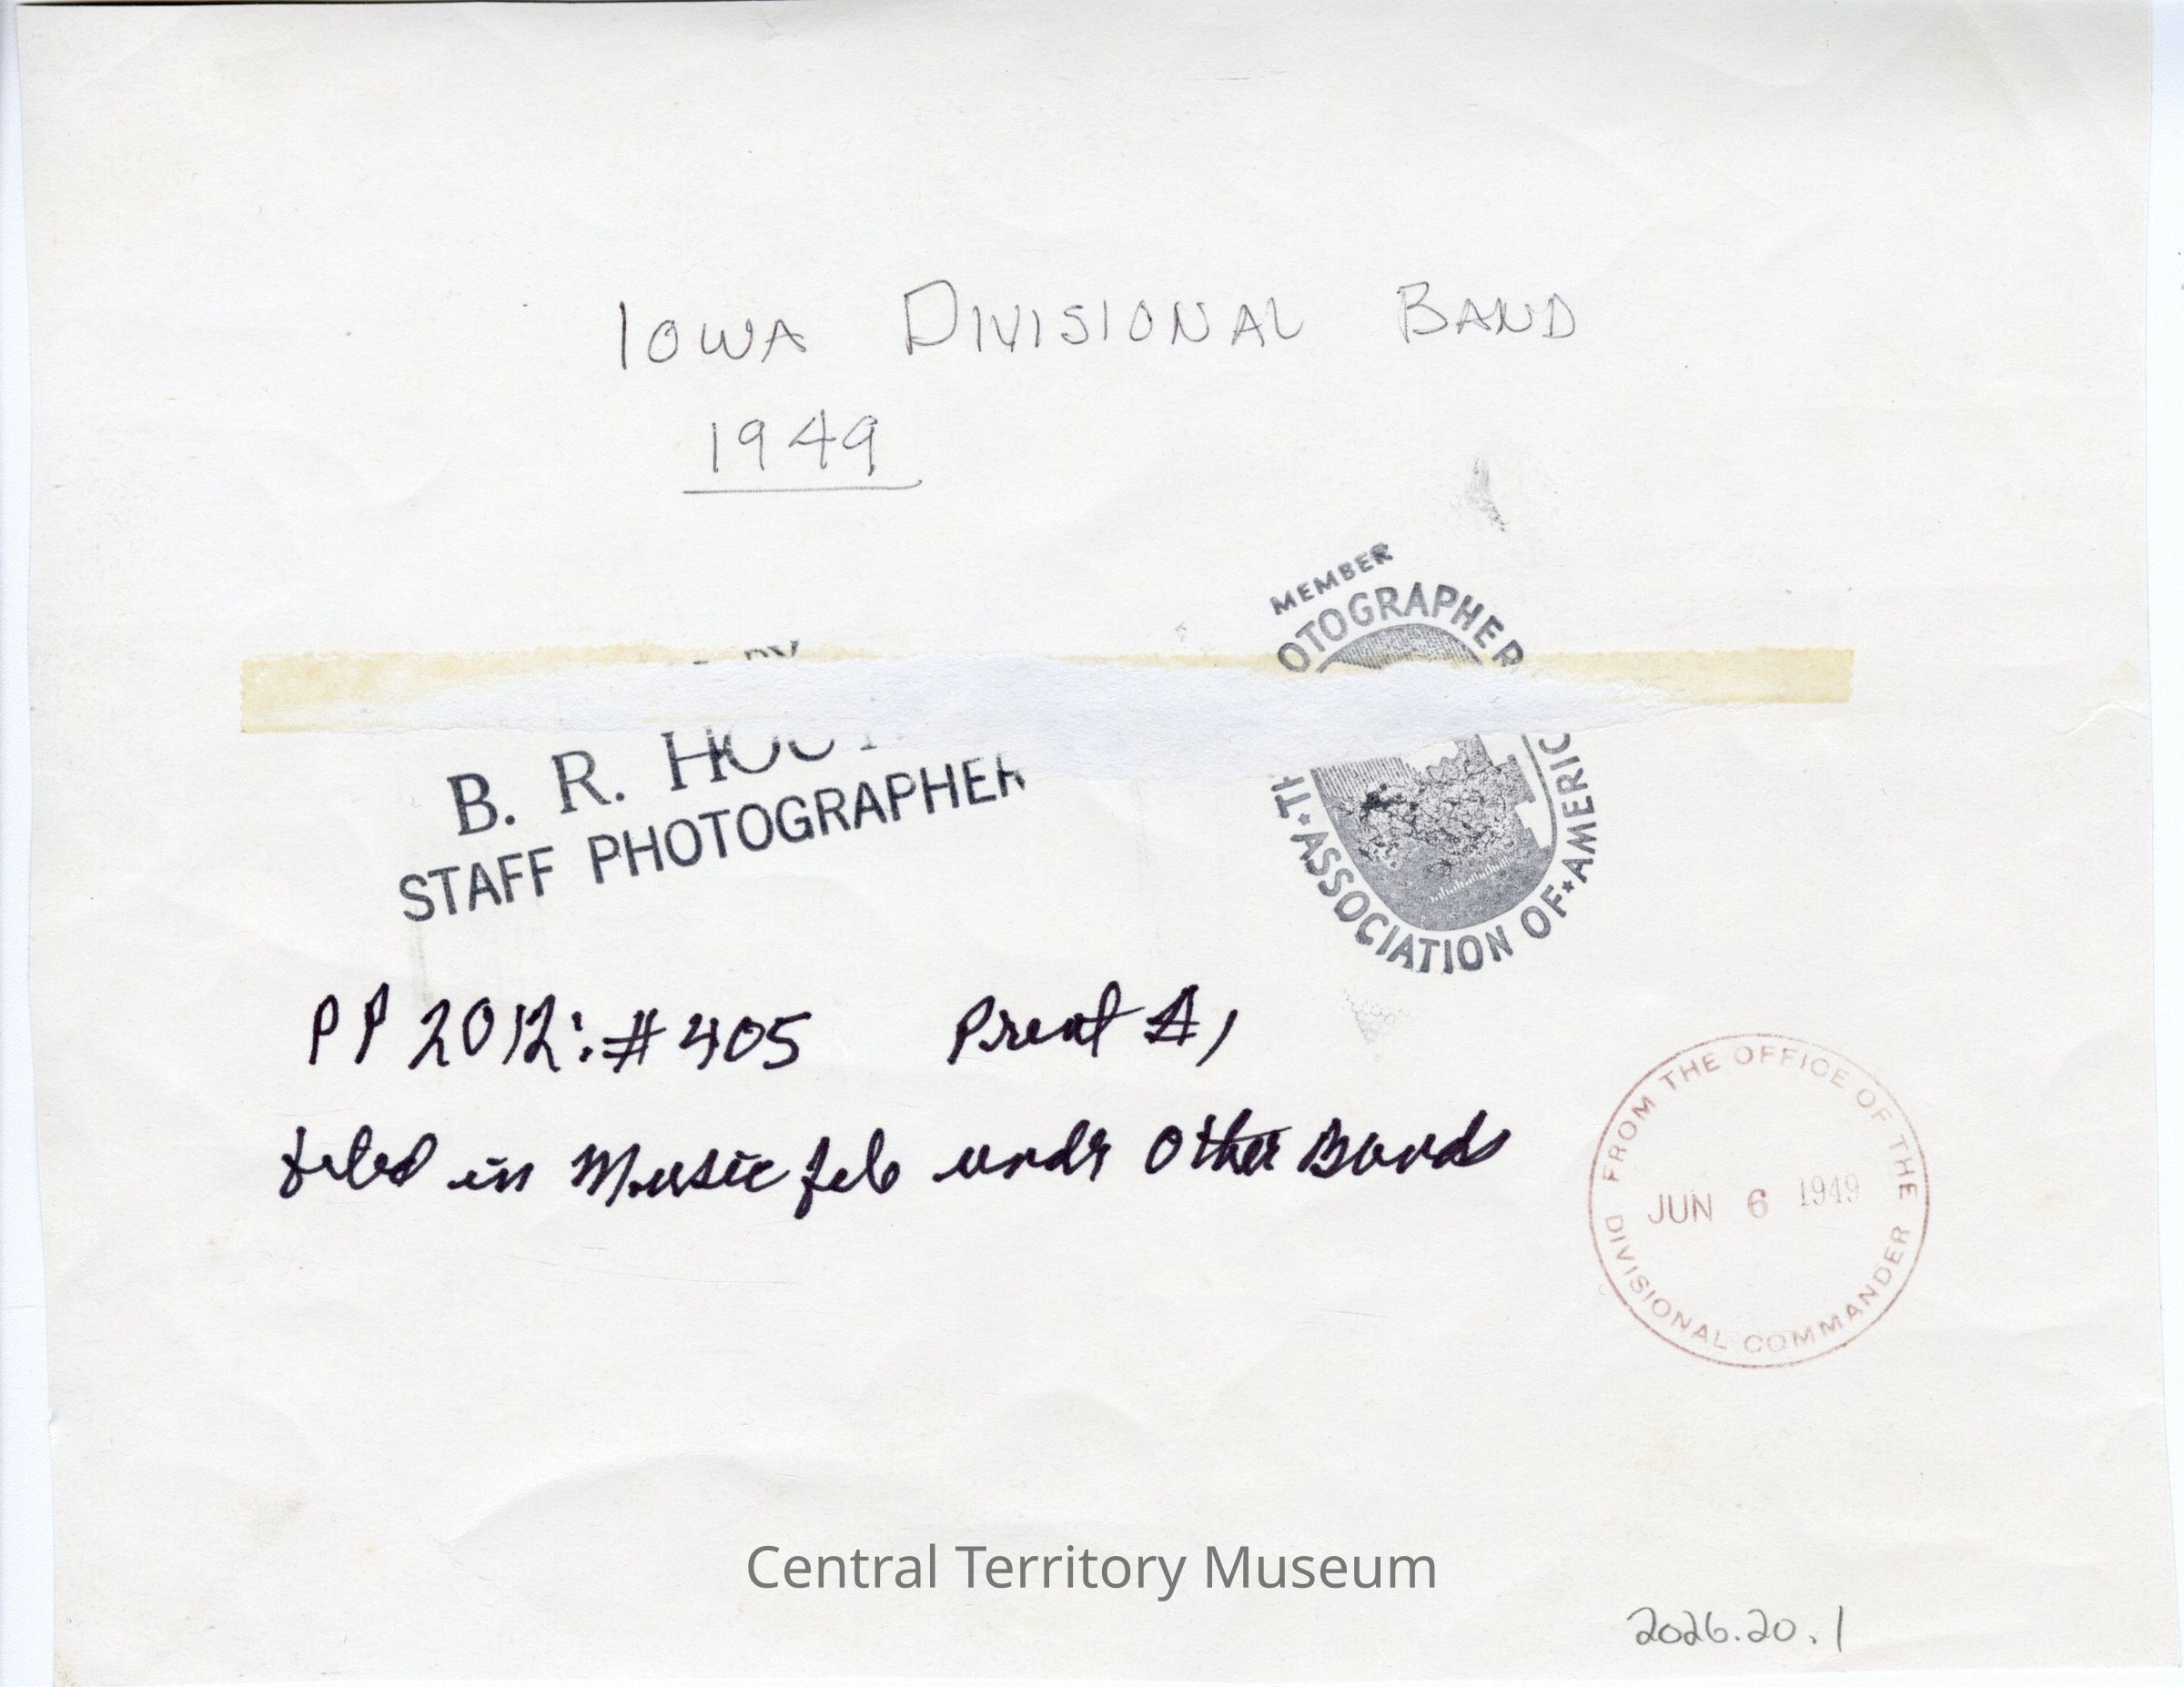 IOWA DIVISIONAL BAND
1949
MEMBER
OTOGRAPHER
ASSOCIATION OF AMERIC
B. R.
STAFF PHOTOGRAPHER
PP 2012: #405 Print #1
filed in Music file under Other Bands
FROM THE OFFICE OF THE
JUN 6 1949
DIVISIONAL COMMANDER
Central Territory Museum
2026.20.1